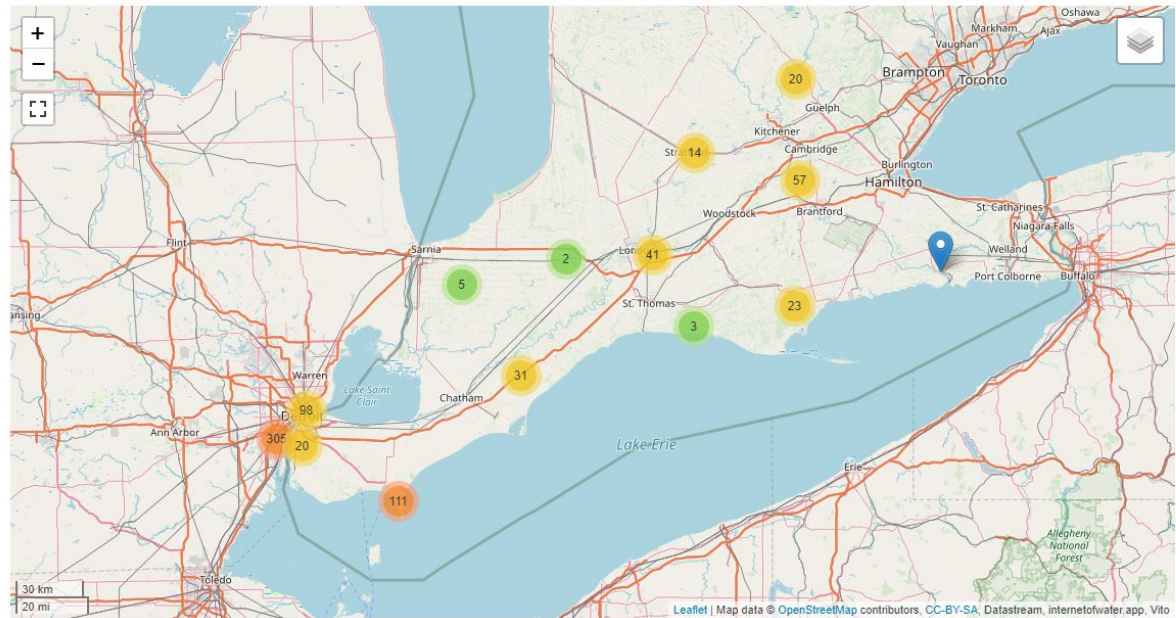 +
−
Oshawa
Markham
Ajax
Vaughan
Brampton
Toronto
20
Guelph
Kitchener
Cambridge
14
57
Burlington
Hamilton
Woodstock
Brantford
St. Catharines
Niagara Falls
Flint
Sarnia
2
41
Welland
Port Colborne
Buffalo
5
St. Thomas
3
23
31
Warren
Lake Saint
Clair
Chatham
98
Ann Arbor
305
20
Lake Erie
Erie
111
Allegheny
National
Forest
Toledo
30 km
20 mi
Leaflet | Map data © OpenStreetMap contributors, CC-BY-SA, Datastream, internetofwater.app, Vito